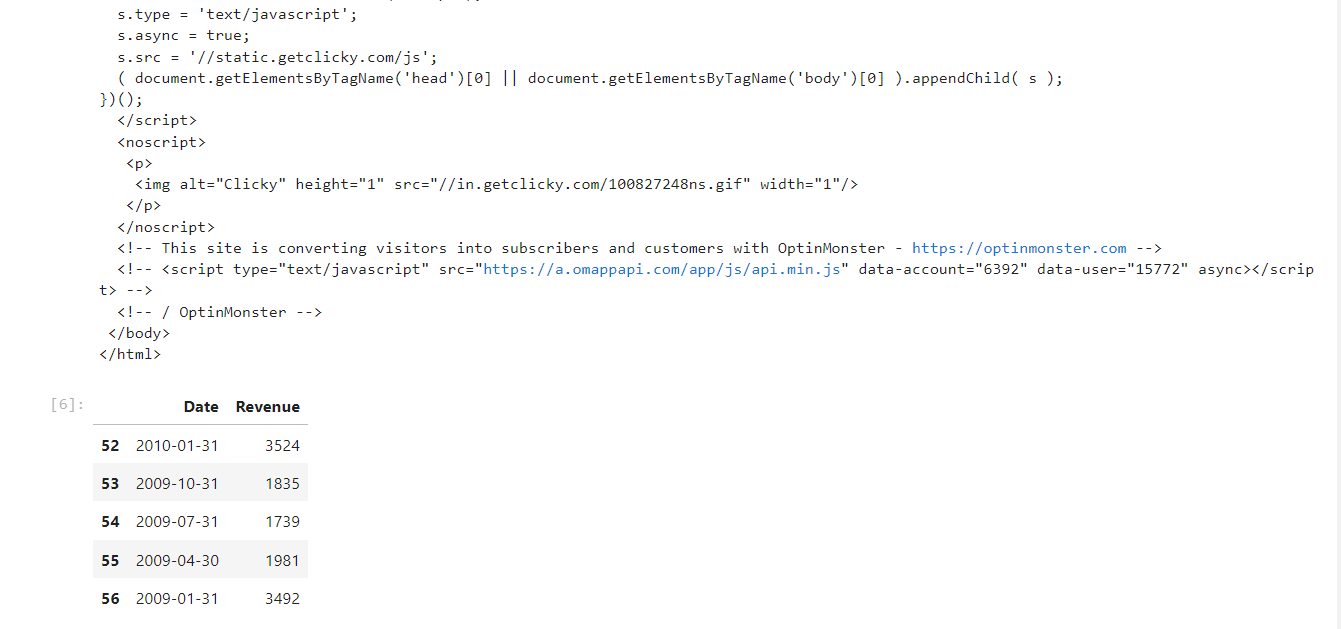 s.type = 'text/javascript';
s.async = true;
s.src = '//static.getclicky.com/js';
( document.getElementsByTagName('head')[0] || document.getElementsByTagName('body')[0] ).appendChild( s );
})();
</script>
<noscript>
<p>
<img alt="Clicky" height="1" src="//in.getclicky.com/100827248ns.gif" width="1"/>
</p>
</noscript>
<!-- This site is converting visitors into subscribers and customers with OptinMonster - https://optinmonster.com -->
<!-- <script type="text/javascript" src="https://a.omappapi.com/app/js/api.min.js" data-account="6392" data-user="15772" async></scrip
t> -->
<!-- / OptinMonster -->
</body>
</html>
[6]:
Date Revenue
52 2010-01-31 3524
53 2009-10-31 1835
54 2009-07-31 1739
55 2009-04-30 1981
56 2009-01-31 3492